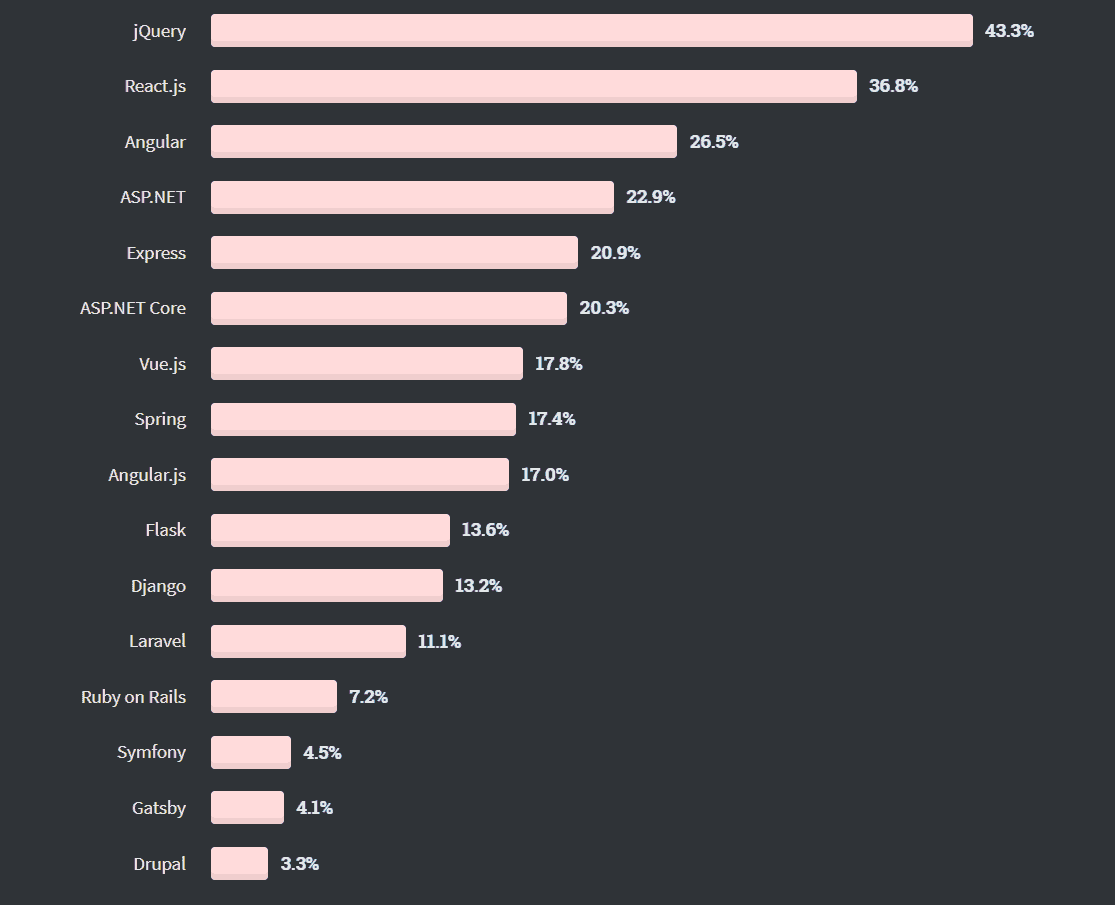 jQuery 43.3%
React.js 36.8%
Angular 26.5%
ASP.NET 22.9%
Express 20.9%
ASP.NET Core 20.3%
Vue.js 17.8%
Spring 17.4%
Angular.js 17.0%
Flask 13.6%
Django 13.2%
Laravel 11.1%
Ruby on Rails 7.2%
Symfony 4.5%
Gatsby 4.1%
Drupal 3.3%